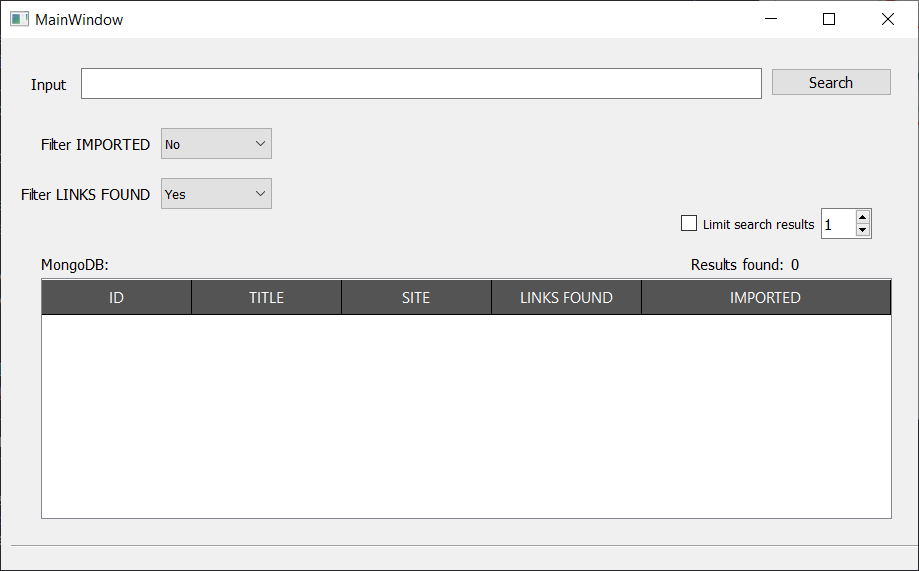 MainWindow
Input Search
Filter IMPORTED No
Filter LINKS FOUND Yes
Limit search results 1
MongoDB: Results found: 0
ID TITLE SITE LINKS FOUND IMPORTED